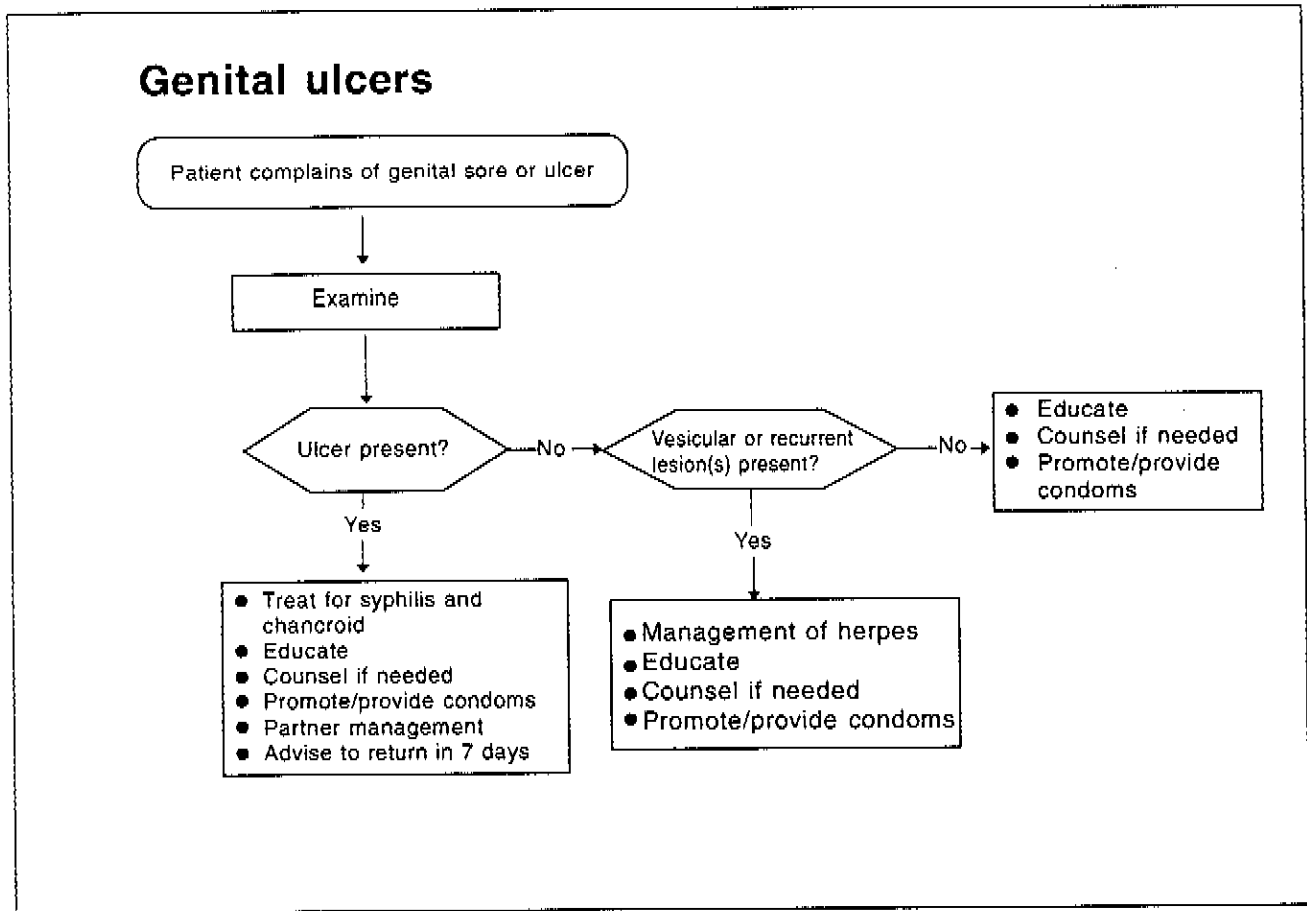 Genital ulcers
Patient complains of genital sore or ulcer
Examine
Ulcer present?
No
Vesicular or recurrent
lesion(s) present?
No
● Educate
● Counsel if needed
● Promote/provide
condoms
Yes
Yes
● Treat for syphilis and
chancroid
● Educate
● Counsel if needed
● Promote/provide condoms
● Partner management
● Advise to return in 7 days
● Management of herpes
● Educate
● Counsel if needed
● Promote/provide condoms